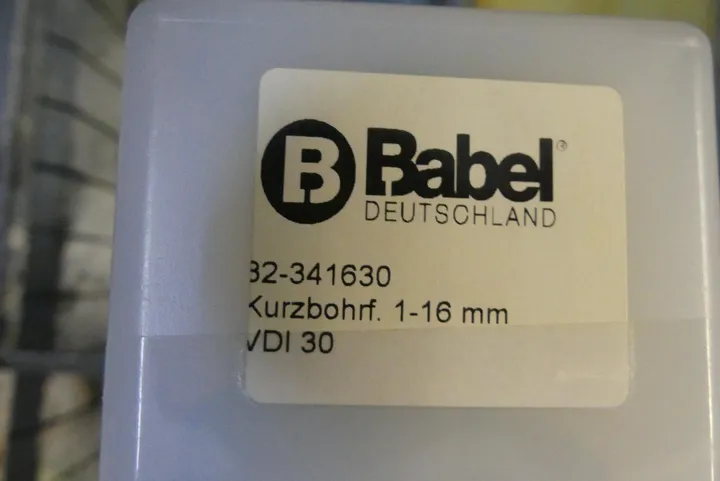 B Babel®
DEUTSCHLAND
32-341630
Kurzbohrf. 1-16 mm
VDI 30